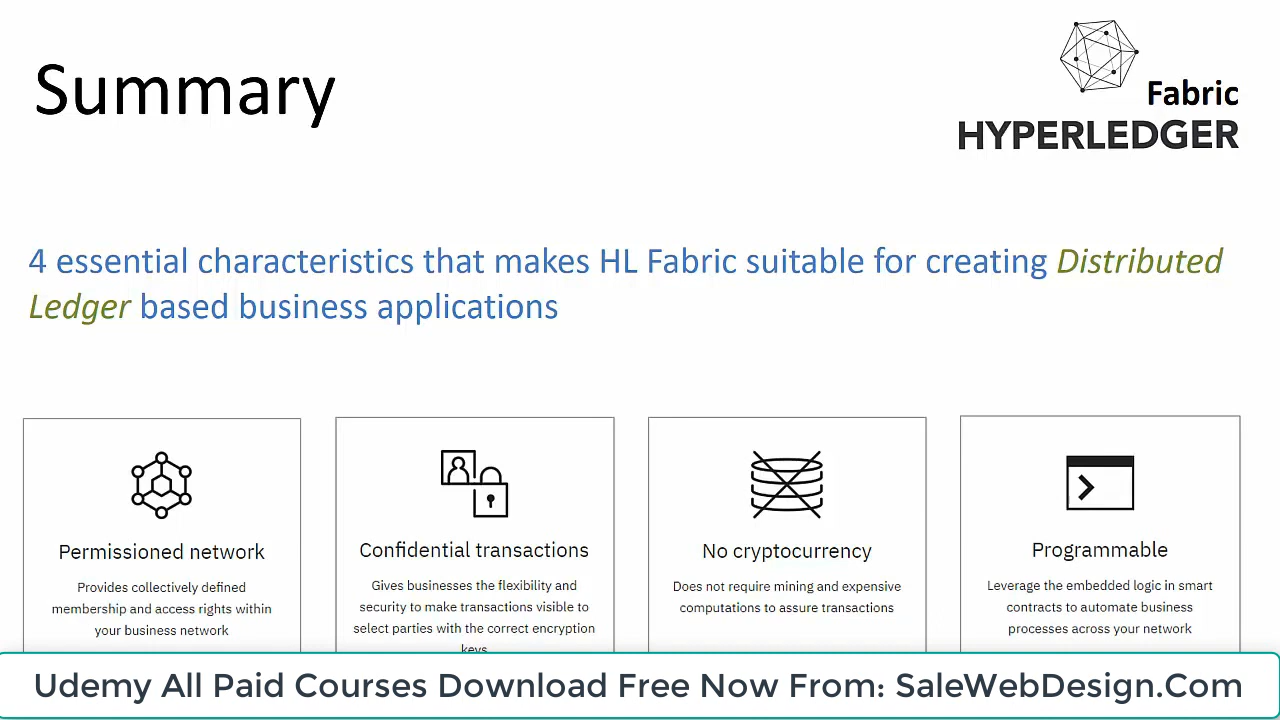 Summary
Fabric
HYPERLEDGER
4 essential characteristics that makes HL Fabric suitable for creating Distributed
Ledger based business applications
Permissioned network
Provides collectively defined
membership and access rights within
your business network
Confidential transactions
Gives businesses the flexibility and
security to make transactions visible to
select parties with the correct encryption
keys
No cryptocurrency
Does not require mining and expensive
computations to assure transactions
Programmable
Leverage the embedded logic in smart
contracts to automate business
processes across your network
Udemy All Paid Courses Download Free Now From: SaleWebDesign.Com